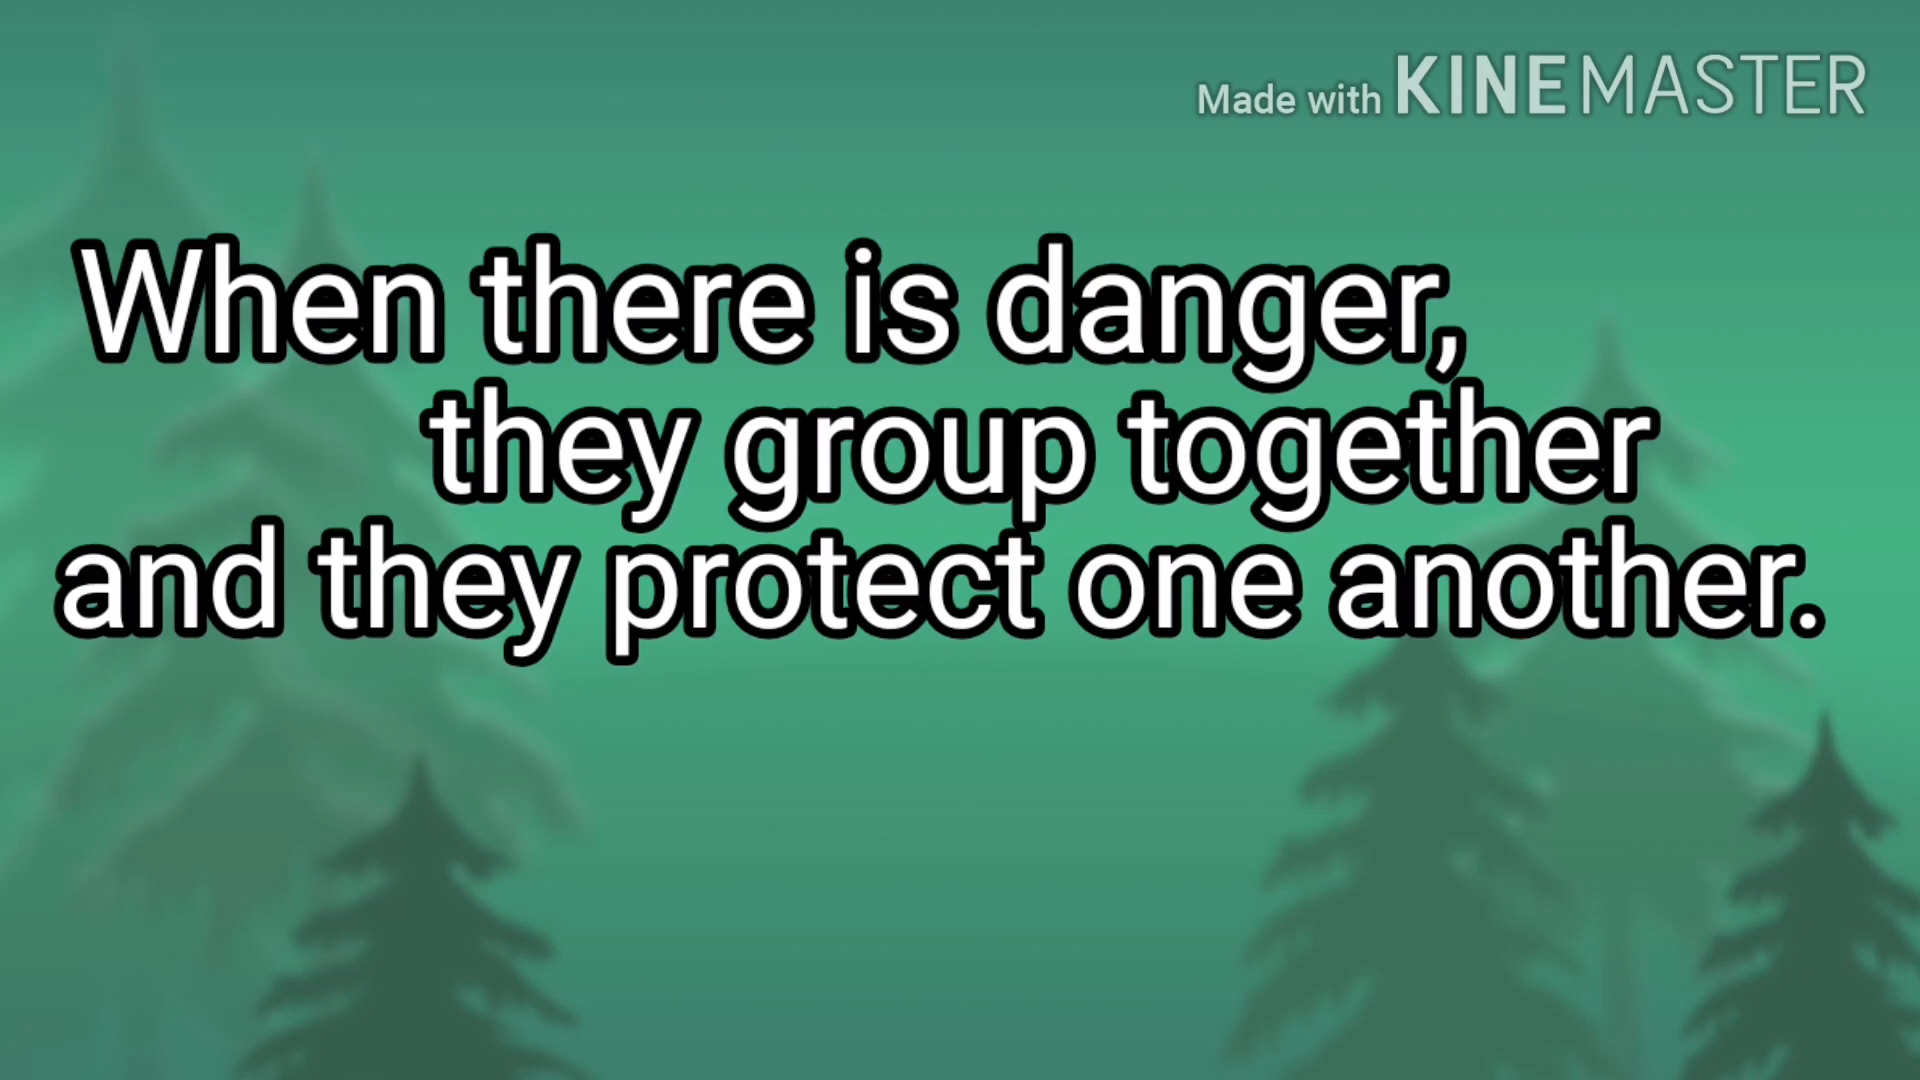 Made with KINEMASTER
When there is danger,
they group together
and they protect one another.